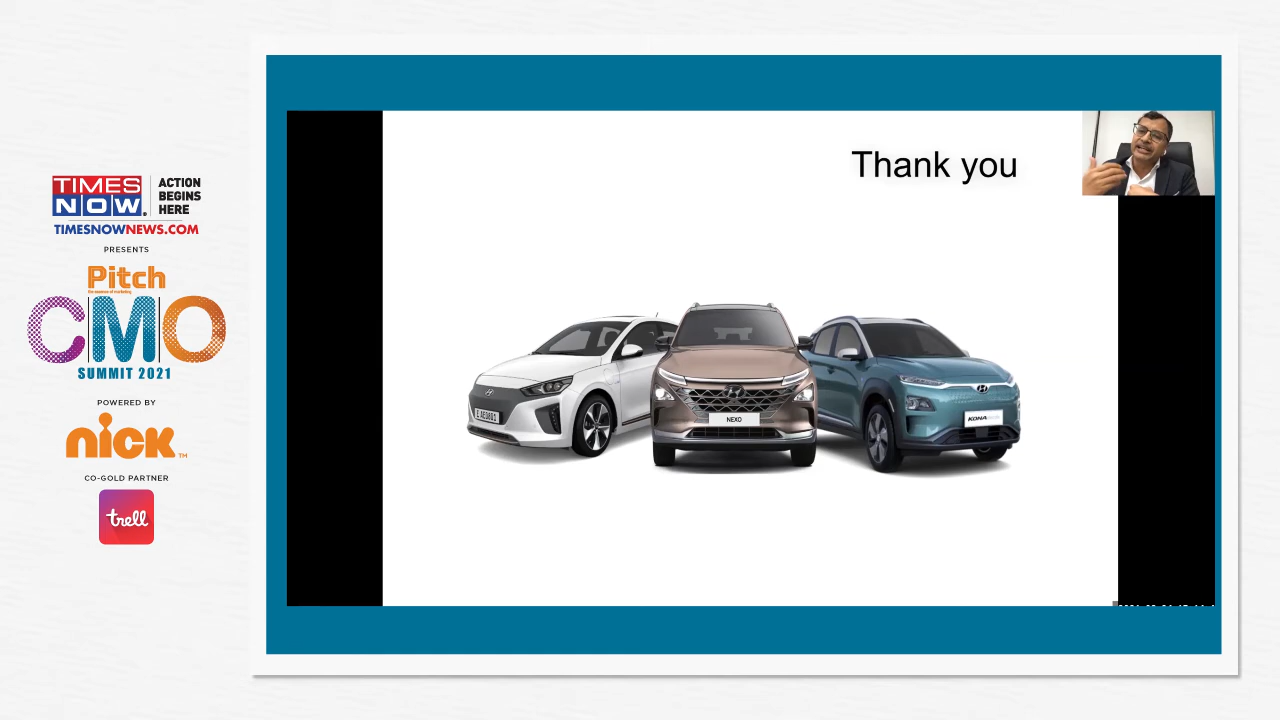 TIMES
NOW.
ACTION
BEGINS
HERE
TIMESNOWNEWS.COM
PRESENTS
Pitch
CMO
SUMMIT 2021
POWERED BY
nick TM
CO-GOLD PARTNER
trell
Thank you
NEXO
KONA